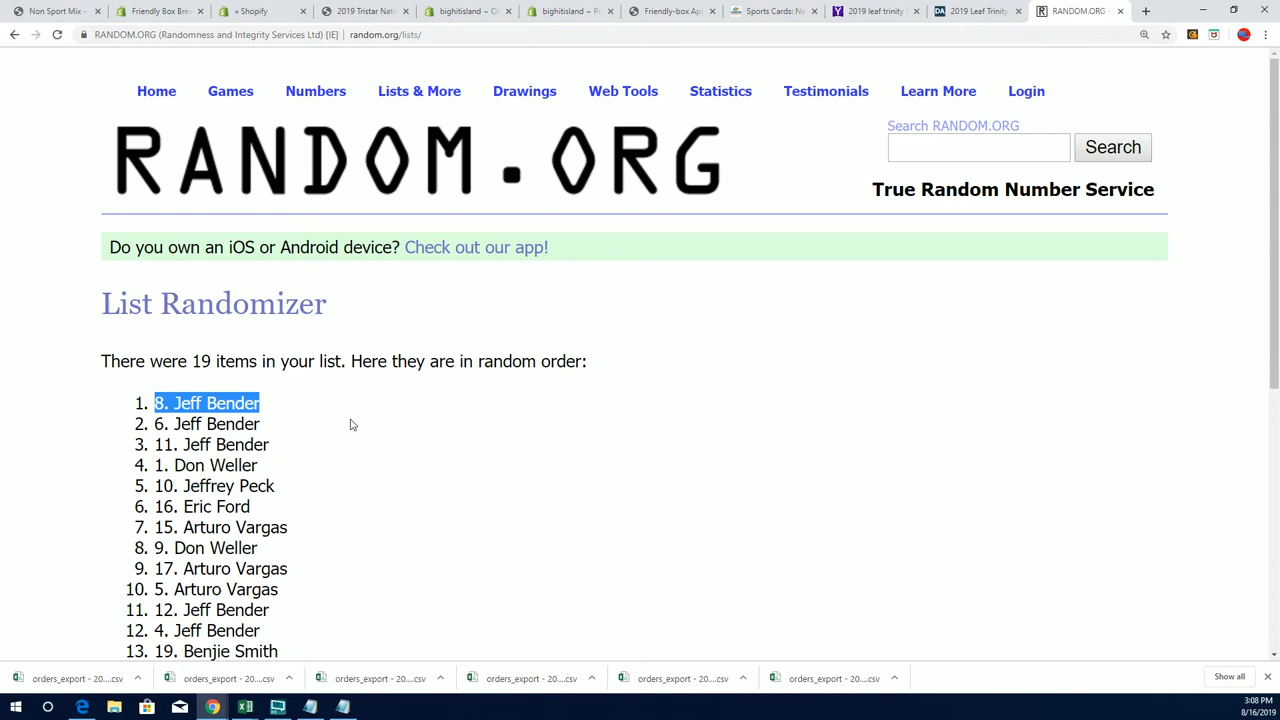 Non Sport Mix –
Friendly Box Bre
Shopify
2019 Tristar Nati
bighitisland ~ O
bighitisland ~ P
Friendly-box Ap
Sports Cards: Ne
2019 leaf trinity
2019 Leaf Trinity
RANDOM.ORG
RANDOM.ORG (Randomness and Integrity Services Ltd) [IE] | random.org/lists/
Home Games Numbers Lists & More Drawings Web Tools Statistics Testimonials Learn More Login
RANDOM.ORG
Search RANDOM.ORG
Search
True Random Number Service
Do you own an iOS or Android device? Check out our app!
List Randomizer
There were 19 items in your list. Here they are in random order:
1. 8. Jeff Bender
2. 6. Jeff Bender
3. 11. Jeff Bender
4. 1. Don Weller
5. 10. Jeffrey Peck
6. 16. Eric Ford
7. 15. Arturo Vargas
8. 9. Don Weller
9. 17. Arturo Vargas
10. 5. Arturo Vargas
11. 12. Jeff Bender
12. 4. Jeff Bender
13. 19. Benjie Smith
orders_export - 20....csv
orders_export - 20....csv
orders_export - 20....csv
orders_export - 20....csv
orders_export - 20....csv
orders_export - 20....csv
Show all
3:08 PM
8/16/2019